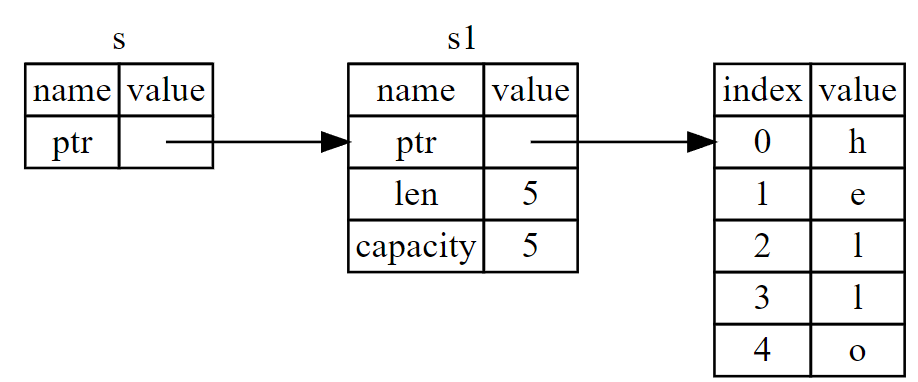 s
name value
ptr
s1
name value
ptr
len 5
capacity 5
index value
0 h
1 e
2 l
3 l
4 o